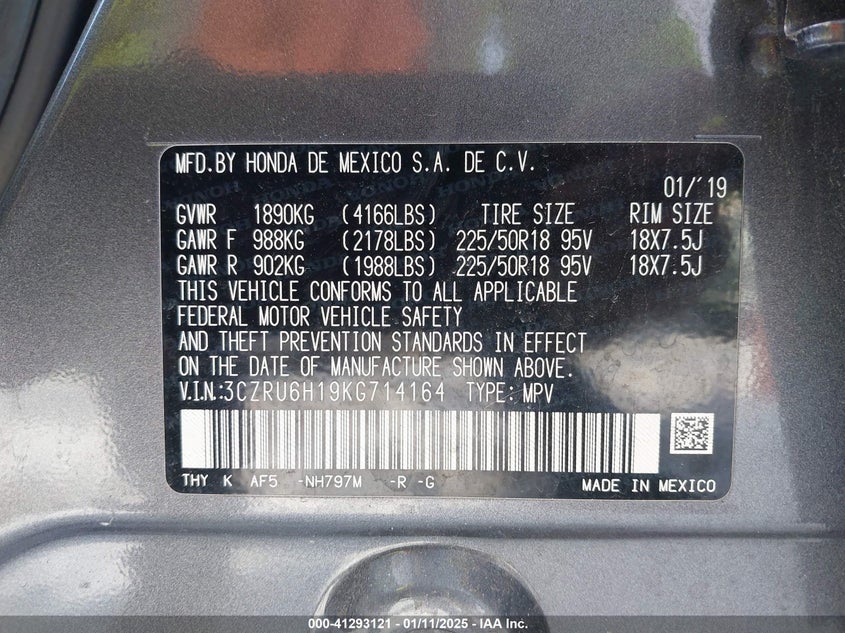 MFD.BY HONDA DE MEXICO S.A. DE C.V.
01/'19
GVWR 1890KG (4166LBS) TIRE SIZE RIM SIZE
GAWR F 988KG (2178LBS) 225/50R18 95V 18X7.5J
GAWR R 902KG (1988LBS) 225/50R18 95V 18X7.5J
THIS VEHICLE CONFORMS TO ALL APPLICABLE
FEDERAL MOTOR VEHICLE SAFETY
AND THEFT PREVENTION STANDARDS IN EFFECT
ON THE DATE OF MANUFACTURE SHOWN ABOVE.
V.I.N.:3CZRU6H19KG714164 TYPE: MPV
THY K AF5 -NH797M -R -G MADE IN MEXICO
000-41293121 - 01/11/2025 - IAA Inc.